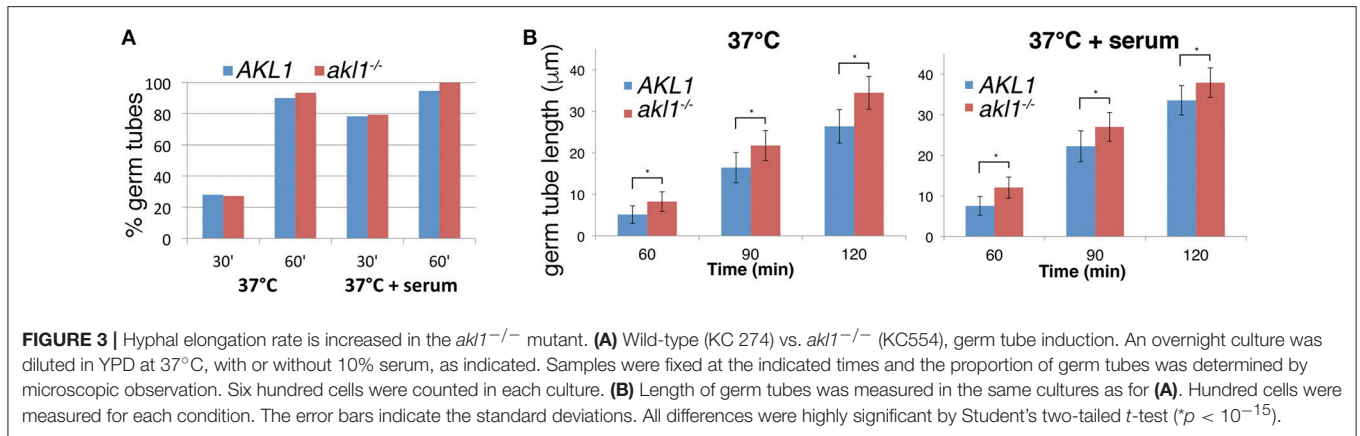 A
AKL1 akl1-/-
% germ tubes
100
80
60
40
20
0
30' 60' 30' 60'
37°C 37°C + serum
B
37°C
germ tube length (μm)
AKL1
akl1-/-
40
30
20
10
0
* * *
60 90 120
Time (min)
37°C + serum
AKL1
akl1-/-
40
30
20
10
0
* * *
60 90 120
Time (min)
FIGURE 3 | Hyphal elongation rate is increased in the akl1−/− mutant. (A) Wild-type (KC 274) vs. akl1−/− (KC554), germ tube induction. An overnight culture was
diluted in YPD at 37°C, with or without 10% serum, as indicated. Samples were fixed at the indicated times and the proportion of germ tubes was determined by
microscopic observation. Six hundred cells were counted in each culture. (B) Length of germ tubes was measured in the same cultures as for (A). Hundred cells were
measured for each condition. The error bars indicate the standard deviations. All differences were highly significant by Student's two-tailed t-test (*p < 10−15).